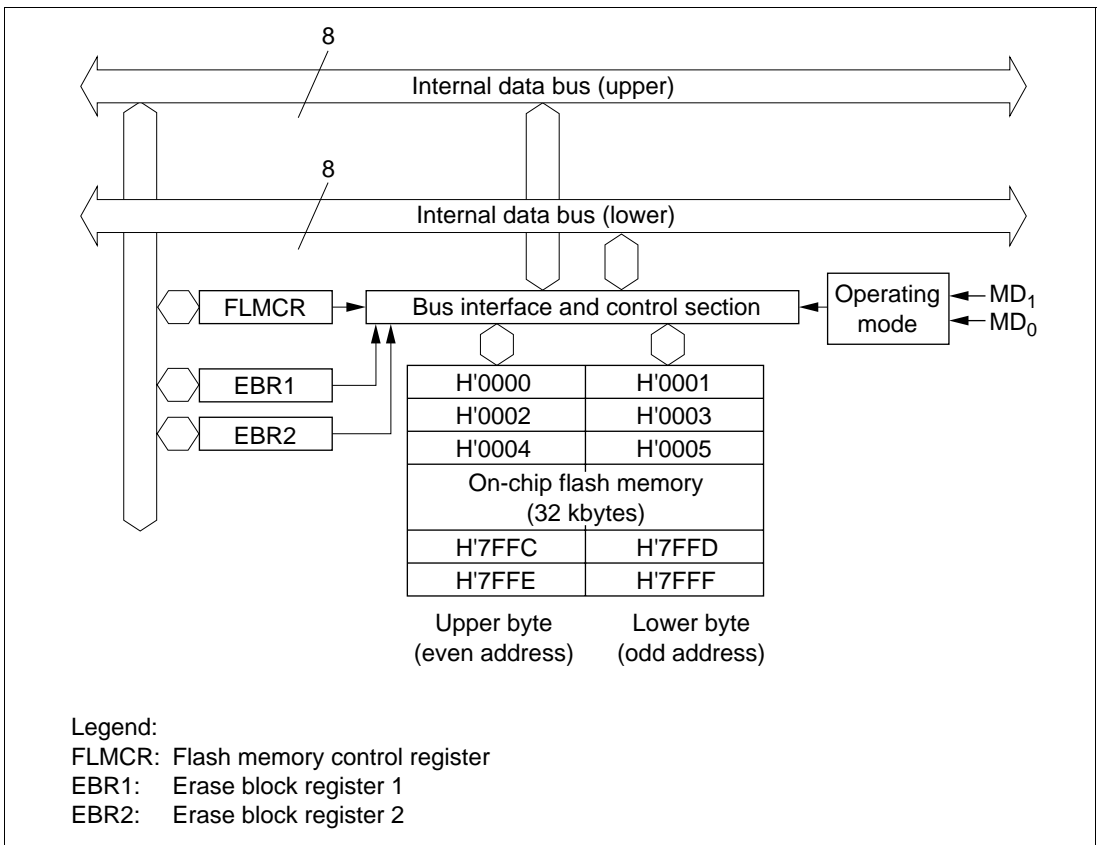 8
Internal data bus (upper)
8
Internal data bus (lower)
FLMCR
Bus interface and control section
Operating
mode
MD1
MD0
EBR1
EBR2
H'0000 H'0001
H'0002 H'0003
H'0004 H'0005
On-chip flash memory
(32 kbytes)
H'7FFC H'7FFD
H'7FFE H'7FFF
Upper byte
(even address)
Lower byte
(odd address)
Legend:
FLMCR: Flash memory control register
EBR1: Erase block register 1
EBR2: Erase block register 2